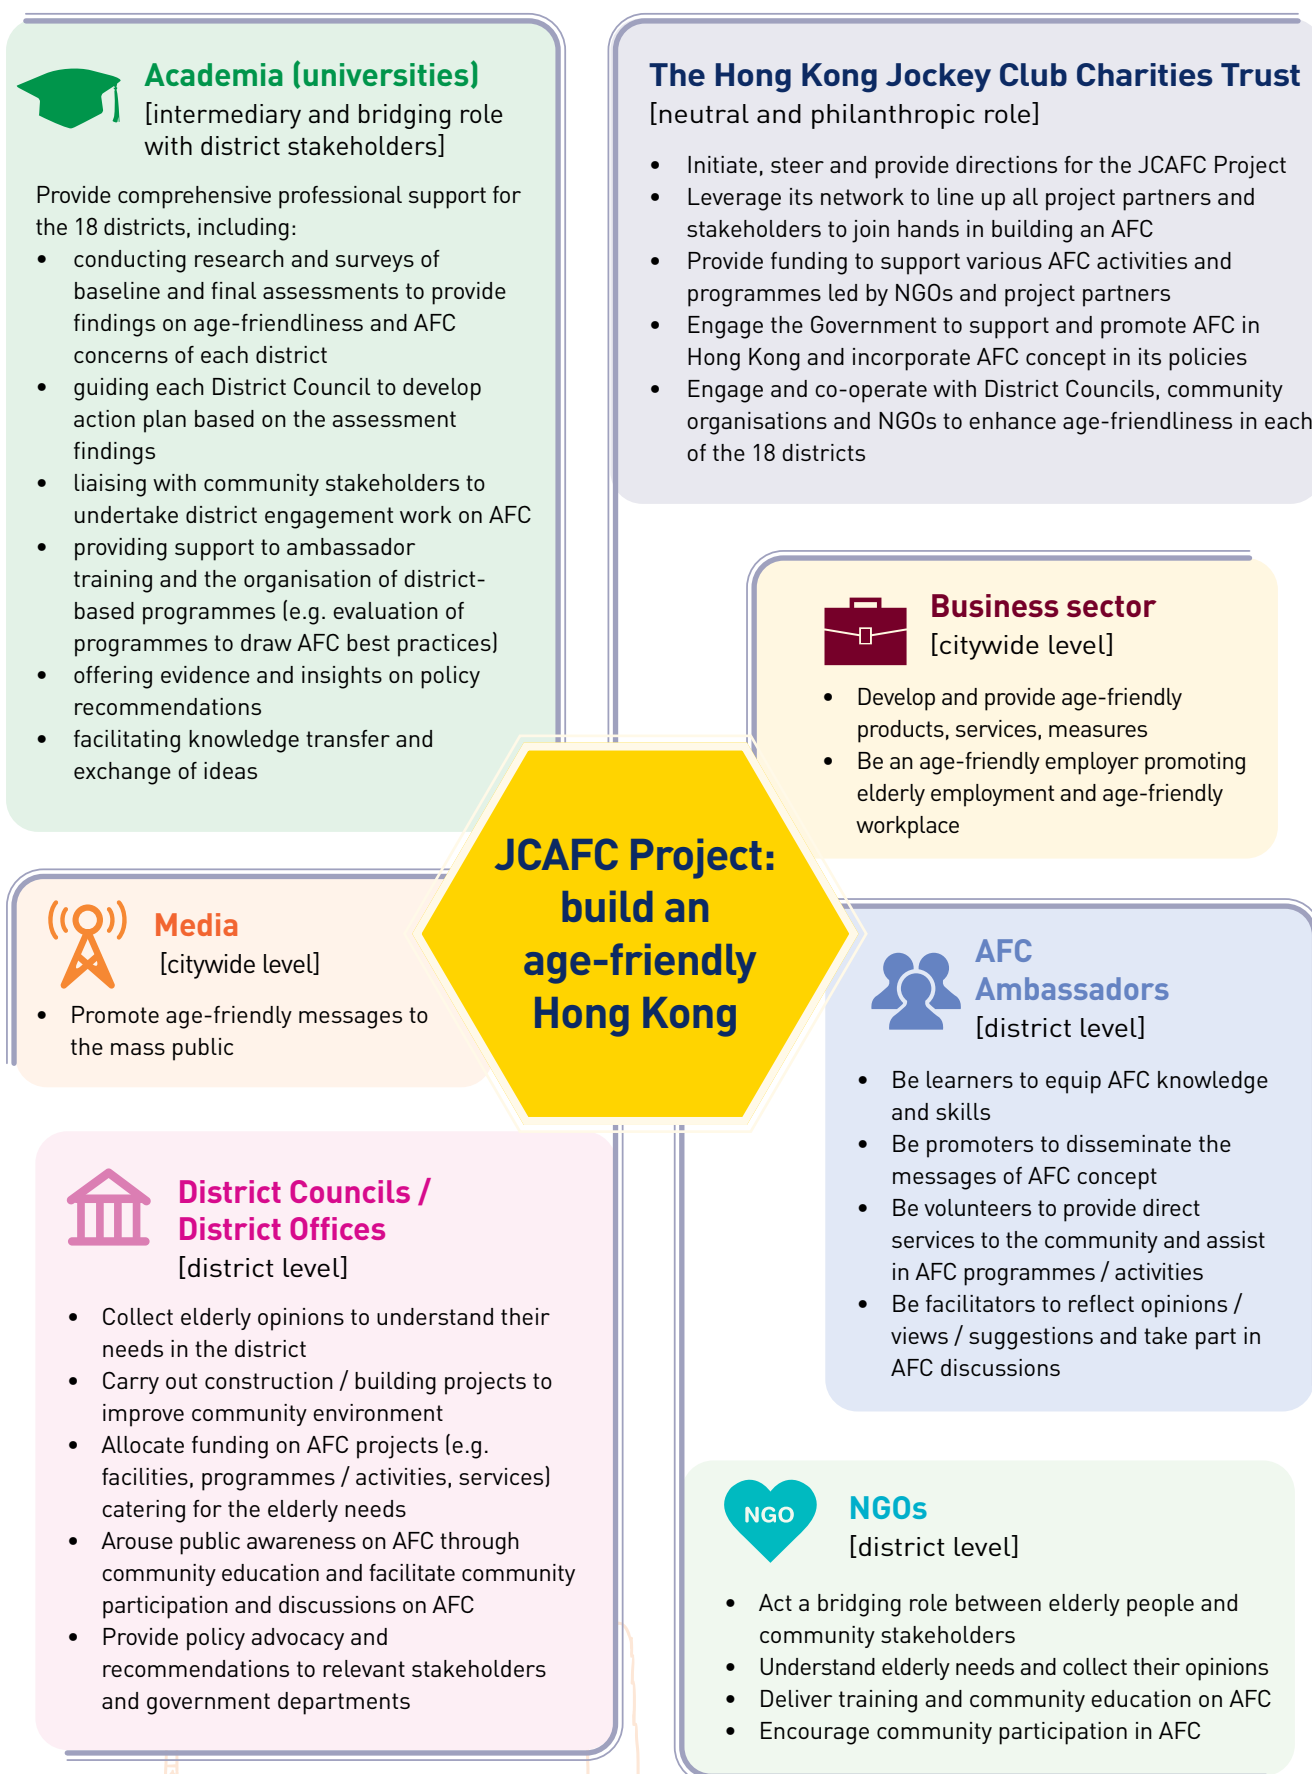 Academia (universities)
[intermediary and bridging role
with district stakeholders]
Provide comprehensive professional support for
the 18 districts, including:
• conducting research and surveys of
baseline and final assessments to provide
findings on age-friendliness and AFC
concerns of each district
• guiding each District Council to develop
action plan based on the assessment
findings
• liaising with community stakeholders to
undertake district engagement work on AFC
• providing support to ambassador
training and the organisation of district-
based programmes (e.g. evaluation of
programmes to draw AFC best practices)
• offering evidence and insights on policy
recommendations
• facilitating knowledge transfer and
exchange of ideas
The Hong Kong Jockey Club Charities Trust
[neutral and philanthropic role]
• Initiate, steer and provide directions for the JCAFC Project
• Leverage its network to line up all project partners and
stakeholders to join hands in building an AFC
• Provide funding to support various AFC activities and
programmes led by NGOs and project partners
• Engage the Government to support and promote AFC in
Hong Kong and incorporate AFC concept in its policies
• Engage and co-operate with District Councils, community
organisations and NGOs to enhance age-friendliness in each
of the 18 districts
Business sector
[citywide level]
• Develop and provide age-friendly
products, services, measures
• Be an age-friendly employer promoting
elderly employment and age-friendly
workplace
JCAFC Project:
build an
age-friendly
Hong Kong
Media
[citywide level]
• Promote age-friendly messages to
the mass public
AFC
Ambassadors
[district level]
• Be learners to equip AFC knowledge
and skills
• Be promoters to disseminate the
messages of AFC concept
• Be volunteers to provide direct
services to the community and assist
in AFC programmes / activities
• Be facilitators to reflect opinions /
views / suggestions and take part in
AFC discussions
District Councils /
District Offices
[district level]
• Collect elderly opinions to understand their
needs in the district
• Carry out construction / building projects to
improve community environment
• Allocate funding on AFC projects (e.g.
facilities, programmes / activities, services)
catering for the elderly needs
• Arouse public awareness on AFC through
community education and facilitate community
participation and discussions on AFC
• Provide policy advocacy and
recommendations to relevant stakeholders
and government departments
NGO
NGOs
[district level]
• Act a bridging role between elderly people and
community stakeholders
• Understand elderly needs and collect their opinions
• Deliver training and community education on AFC
• Encourage community participation in AFC